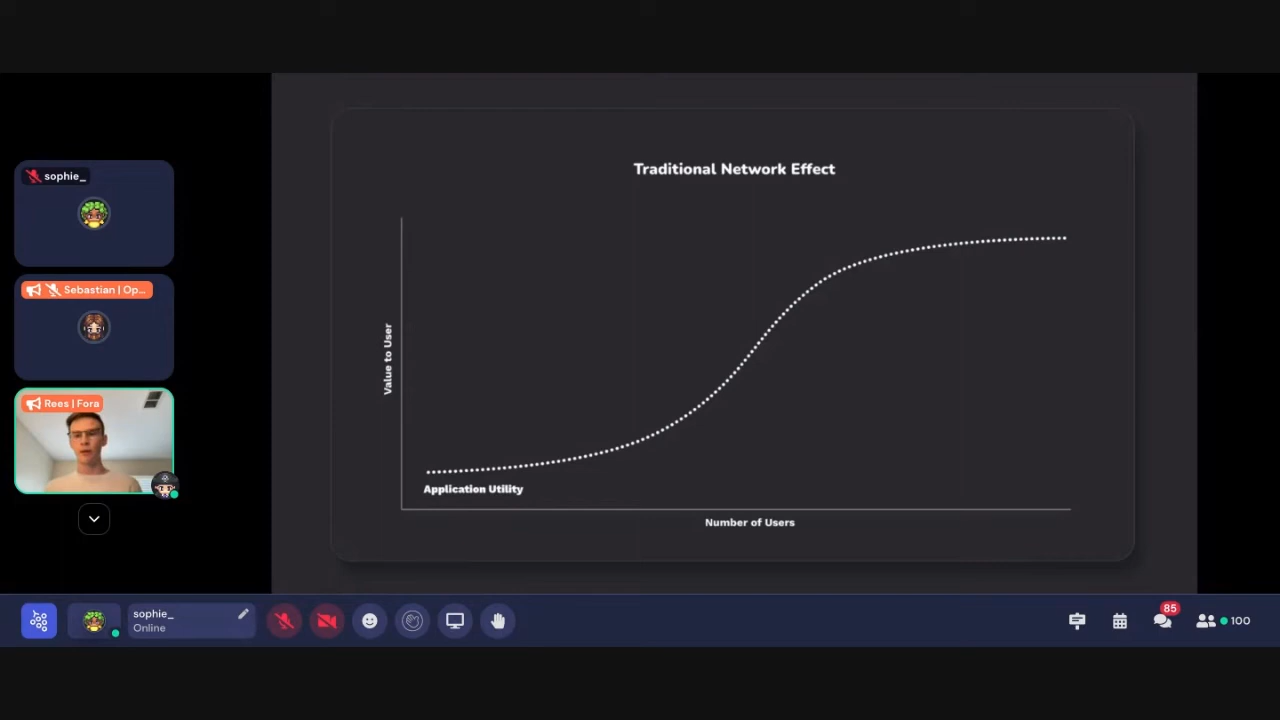 sophie_
Sebastian | Op...
Rees | Fora
Traditional Network Effect
Value to User
Application Utility
Number of Users
sophie_
Online
85
100